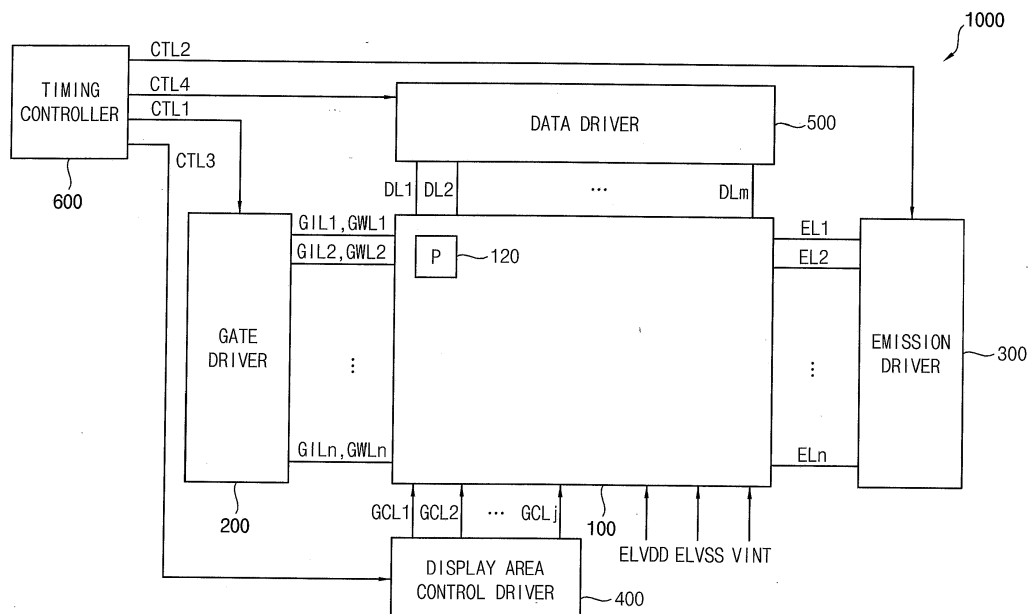 1000
CTL2
TIMING
CONTROLLER
CTL4
CTL1
CTL3
600
DATA DRIVER
500
DL1
DL2
...
DLm
GIL1,GWL1
GIL2,GWL2
P
120
EL1
EL2
GATE
DRIVER
...
...
EMISSION
DRIVER
300
GILn,GWLn
ELn
200
GCL1
GCL2
...
GCLj
100
ELVDD
ELVSS
VINT
DISPLAY AREA
CONTROL DRIVER
400